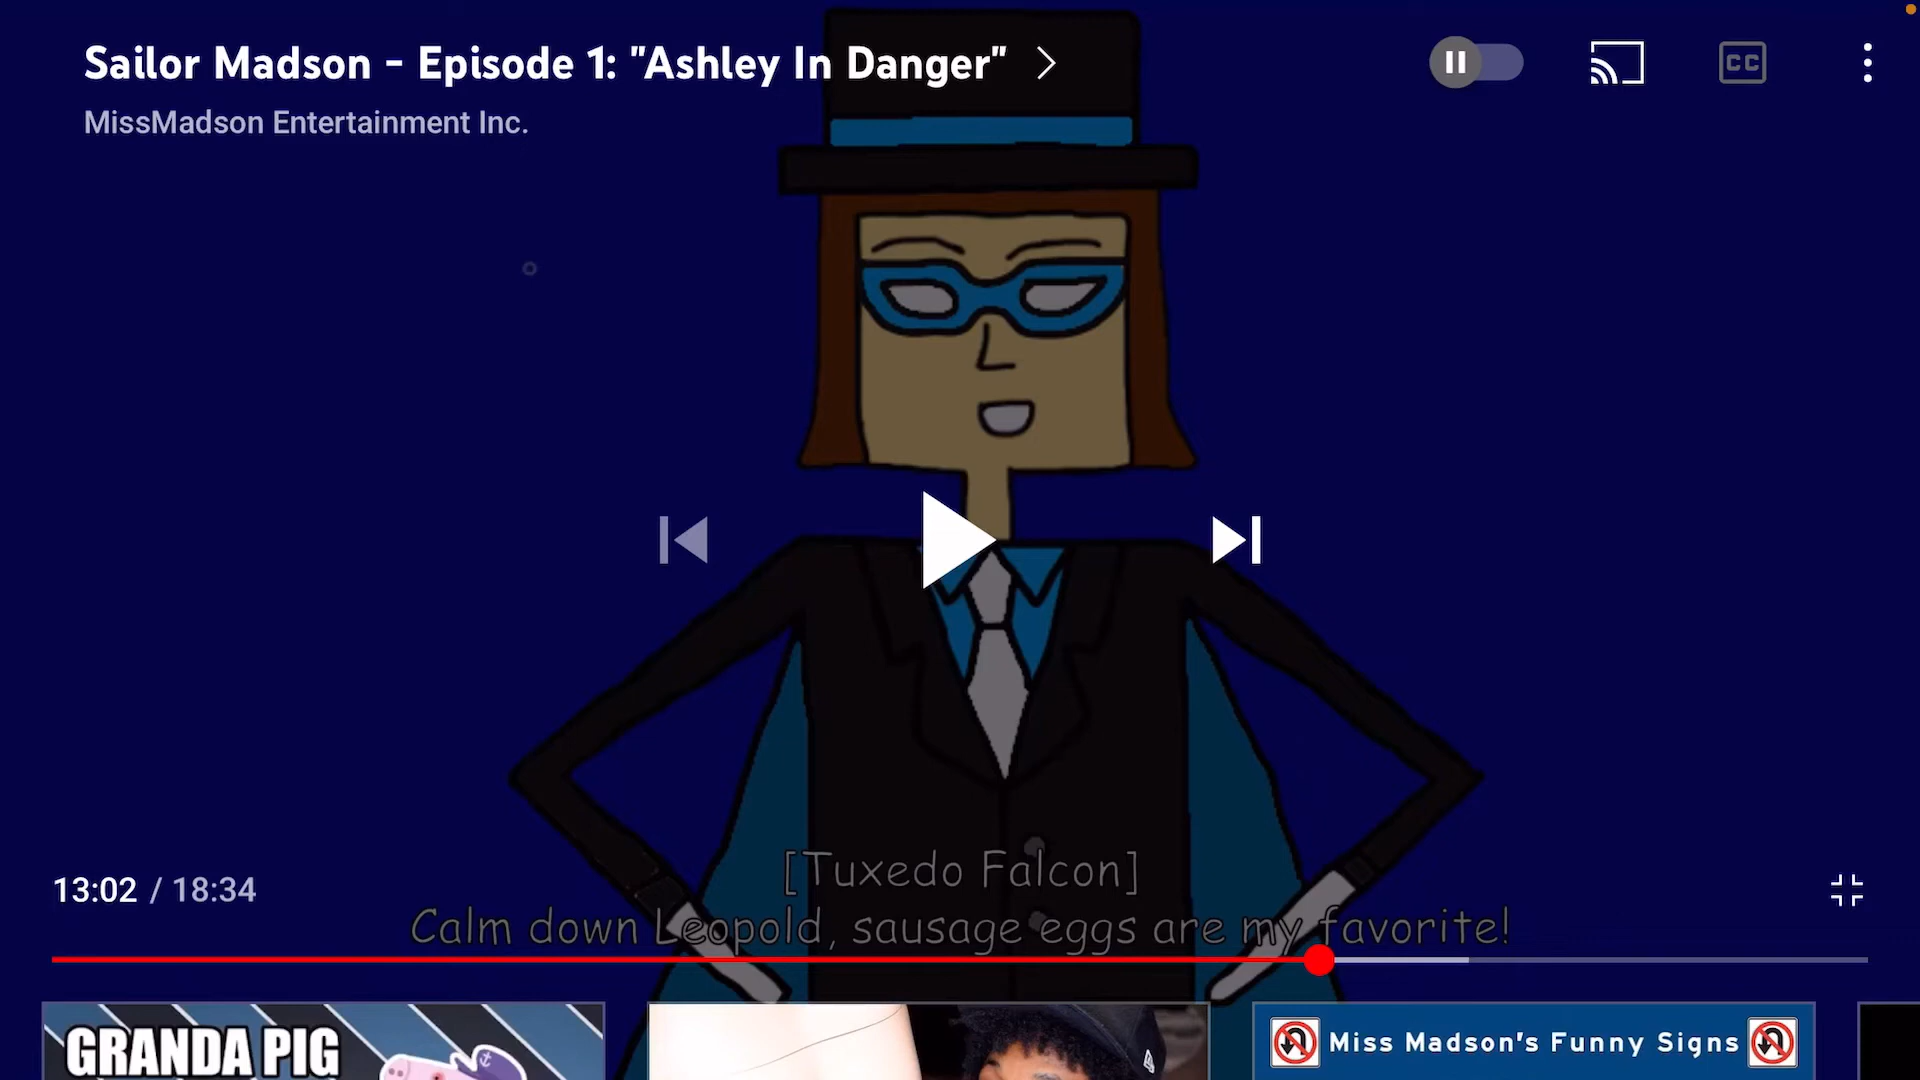 Sailor Madson - Episode 1: "Ashley In Danger"
MissMadson Entertainment Inc.
CC
[Tuxedo Falcon]
13:02 / 18:34
Calm down Leopold, sausage eggs are my favorite!
GRANDA PIG
Miss Madson's Funny Signs